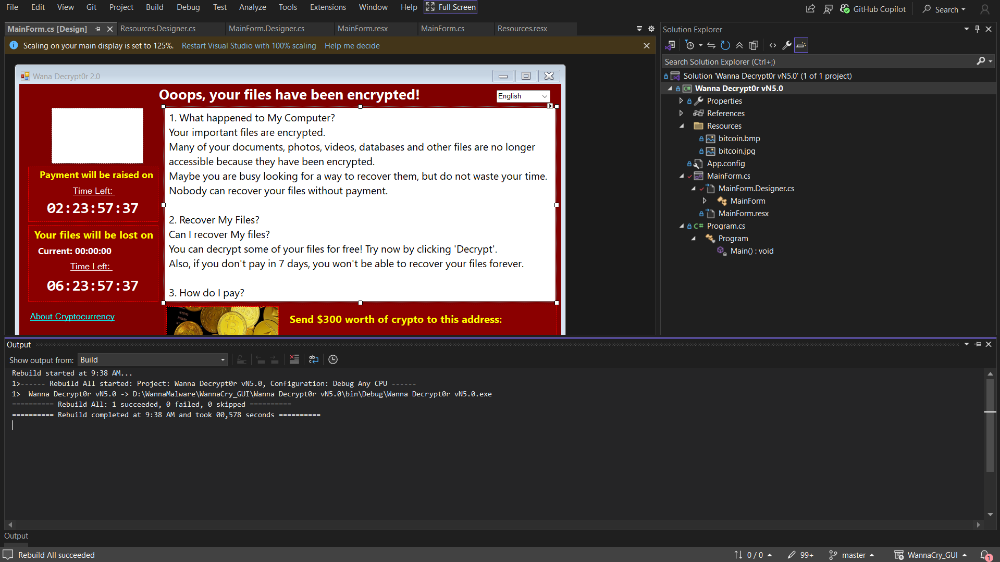 File Edit View Git Project Build Debug Test Analyze Tools Extensions Window Help Full Screen GitHub Copilot Search
MainForm.cs [Design] Resources.Designer.cs MainForm.Designer.cs MainForm.resx MainForm.cs Resources.resx
Scaling on your main display is set to 125%. Restart Visual Studio with 100% scaling Help me decide
Wana Decrypt0r 2.0
Ooops, your files have been encrypted!
English
1. What happened to My Computer?
Your important files are encrypted.
Many of your documents, photos, videos, databases and other files are no longer
accessible because they have been encrypted.
Maybe you are busy looking for a way to recover them, but do not waste your time.
Nobody can recover your files without payment.
2. Recover My Files?
Can I recover My files?
You can decrypt some of your files for free! Try now by clicking 'Decrypt'.
Also, if you don't pay in 7 days, you won't be able to recover your files forever.
3. How do I pay?
Payment will be raised on
Time Left:
02:23:57:37
Your files will be lost on
Current: 00:00:00
Time Left:
06:23:57:37
About Cryptocurrency
Send $300 worth of crypto to this address:
Solution Explorer
Search Solution Explorer (Ctrl+;)
Solution 'Wanna Decrypt0r vN5.0' (1 of 1 project)
C# Wanna Decrypt0r vN5.0
Properties
References
Resources
bitcoin.bmp
bitcoin.jpg
App.config
MainForm.cs
MainForm.Designer.cs
MainForm
MainForm.resx
C# Program.cs
Program
Main() : void
Output
Show output from: Build
Rebuild started at 9:38 AM...
1>------ Rebuild All started: Project: Wanna Decrypt0r vN5.0, Configuration: Debug Any CPU ------
1>  Wanna Decrypt0r vN5.0 -> D:\WannaMalware\WannaCry_GUI\Wanna Decrypt0r vN5.0\bin\Debug\Wanna Decrypt0r vN5.0.exe
========== Rebuild All: 1 succeeded, 0 failed, 0 skipped ==========
========== Rebuild completed at 9:38 AM and took 00,578 seconds ==========
Output
Rebuild All succeeded 0 / 0 99+ master WannaCry_GUI 1